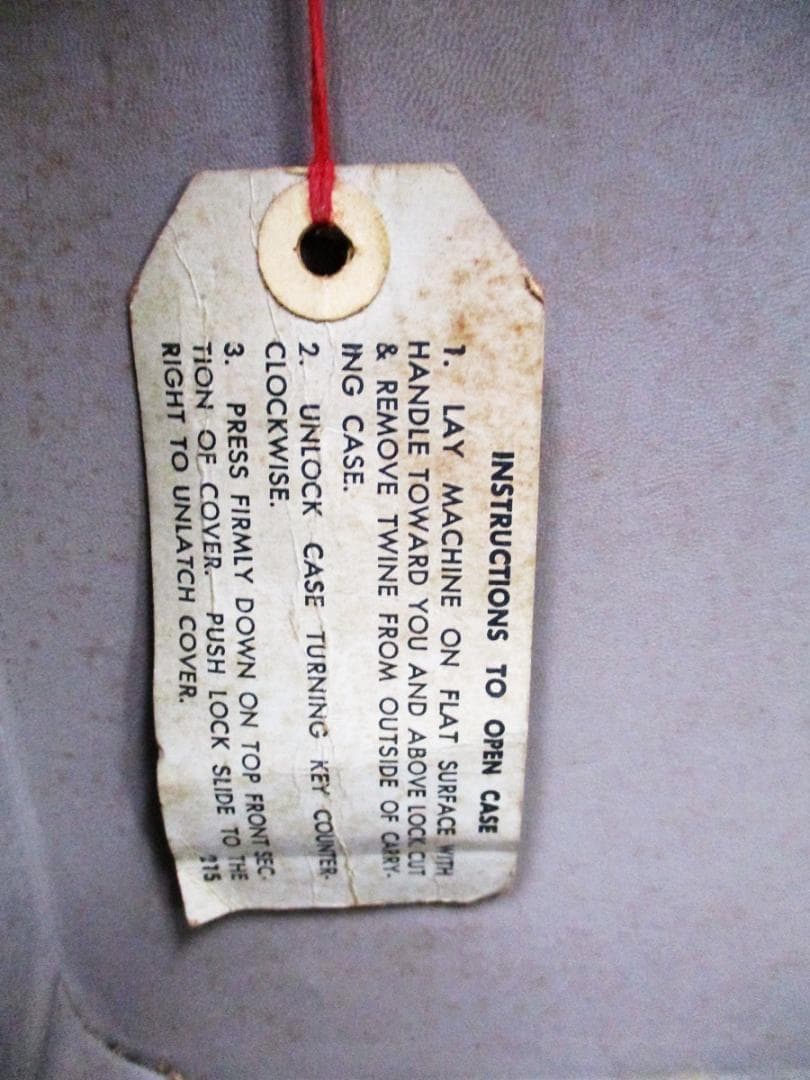 INSTRUCTIONS TO OPEN CASE
1. LAY MACHINE ON FLAT SURFACE WITH
HANDLE TOWARD YOU AND ABOVE LOCK. CUT
& REMOVE TWINE FROM OUTSIDE OF CARRY-
ING CASE.
2. UNLOCK CASE TURNING KEY COUNTER-
CLOCKWISE.
3. PRESS FIRMLY DOWN ON TOP FRONT SEC-
TION OF COVER. PUSH LOCK SLIDE TO THE
RIGHT TO UNLATCH COVER.
215